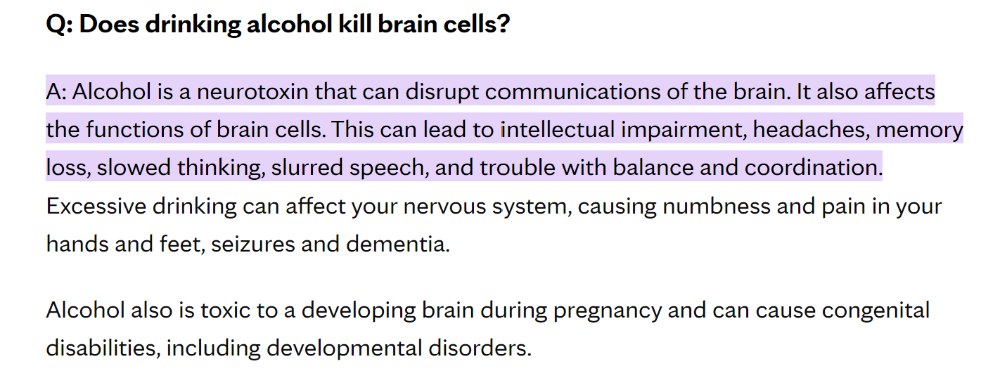 Q: Does drinking alcohol kill brain cells?
A: Alcohol is a neurotoxin that can disrupt communications of the brain. It also affects
the functions of brain cells. This can lead to intellectual impairment, headaches, memory
loss, slowed thinking, slurred speech, and trouble with balance and coordination.
Excessive drinking can affect your nervous system, causing numbness and pain in your
hands and feet, seizures and dementia.
Alcohol also is toxic to a developing brain during pregnancy and can cause congenital
disabilities, including developmental disorders.